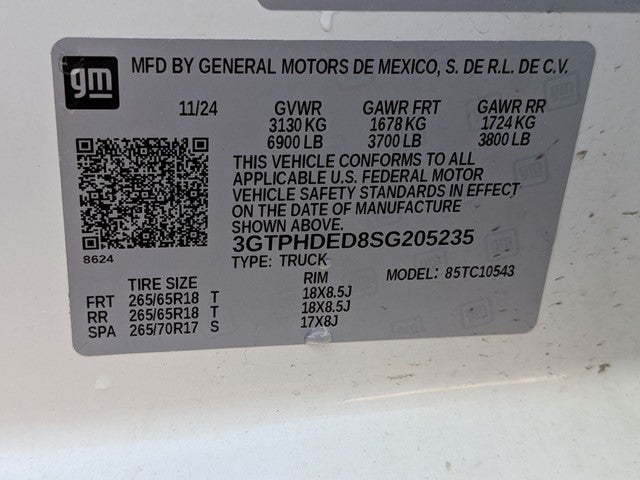 gm MFD BY GENERAL MOTORS DE MEXICO, S. DE R.L. DE C.V.
11/24 GVWR GAWR FRT GAWR RR
3130 KG 1678 KG 1724 KG
6900 LB 3700 LB 3800 LB
THIS VEHICLE CONFORMS TO ALL
APPLICABLE U.S. FEDERAL MOTOR
VEHICLE SAFETY STANDARDS IN EFFECT
ON THE DATE OF MANUFACTURE
SHOWN ABOVE.
3GTPHDED8SG205235
8624 TYPE: TRUCK MODEL: 85TC10543
TIRE SIZE RIM
FRT 265/65R18 T 18X8.5J
RR 265/65R18 T 18X8.5J
SPA 265/70R17 S 17X8J